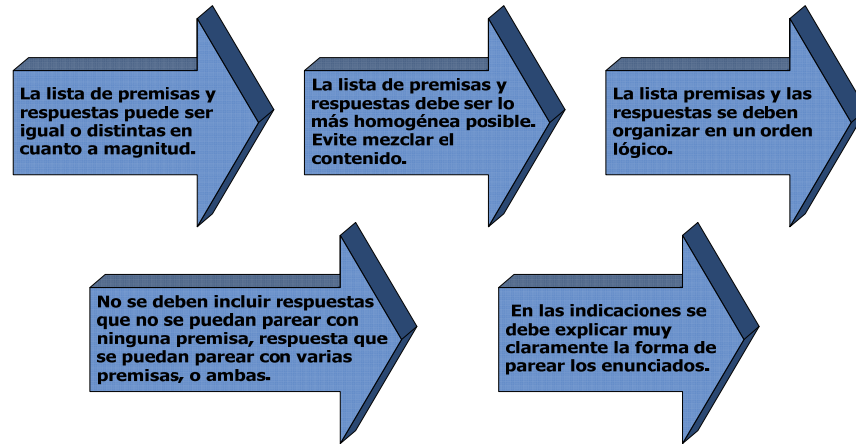 La lista de premisas y
respuestas puede ser
igual o distintas en
cuanto a magnitud.
La lista de premisas y
respuestas debe ser lo
más homogénea posible.
Evite mezclar el
contenido.
La lista premisas y las
respuestas se deben
organizar en un orden
lógico.
No se deben incluir respuestas
que no se puedan parear con
ninguna premisa, respuesta que
se puedan parear con varias
premisas, o ambas.
En las indicaciones se
debe explicar muy
claramente la forma de
parear los enunciados.